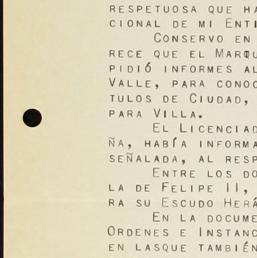 RESPETUOSA QUE HA
CIONAL DE MI ENTI
CONSERVO EN
RECE QUE EL MARQU
PIDIÓ INFORMES AL
VALLE, PARA CONOC
TULOS DE CIUDAD,
PARA VILLA.
EL LICENCIAD
ÑA, HABÍA INFORMA
SEÑALADA, AL RESP
ENTRE LOS DO
LA DE FELIPE II,
RA SU ESCUDO HERÁ
EN LA DOCUME
ORDENES E INSTANC
EN LASQUE TAMBIÉN